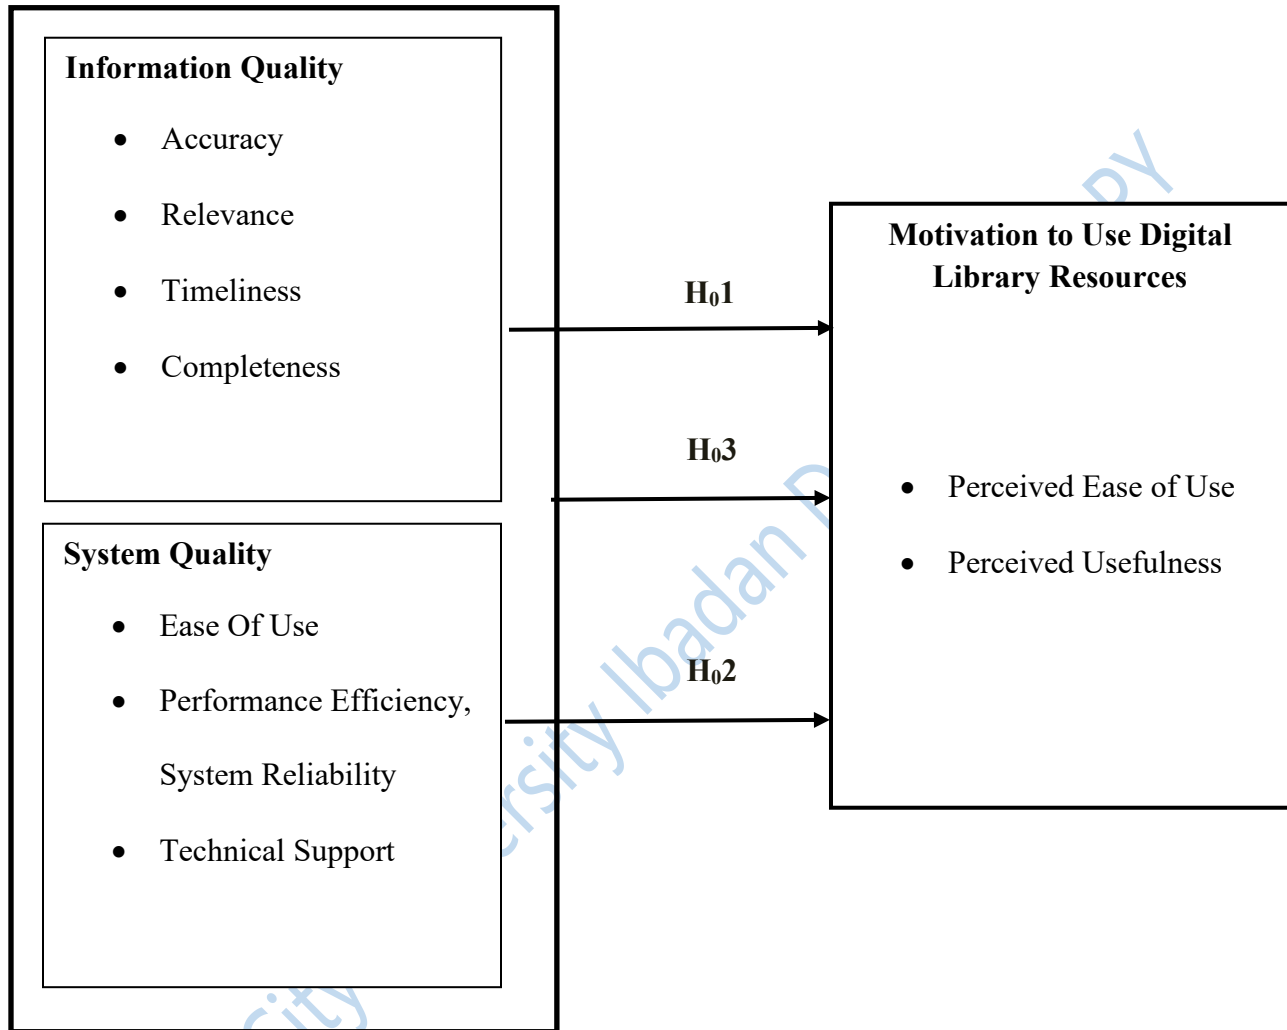 Information Quality
• Accuracy
• Relevance
• Timeliness
• Completeness
System Quality
• Ease Of Use
• Performance Efficiency,
System Reliability
• Technical Support
H₀1
H₀3
H₀2
Motivation to Use Digital
Library Resources
• Perceived Ease of Use
• Perceived Usefulness
Ibadan